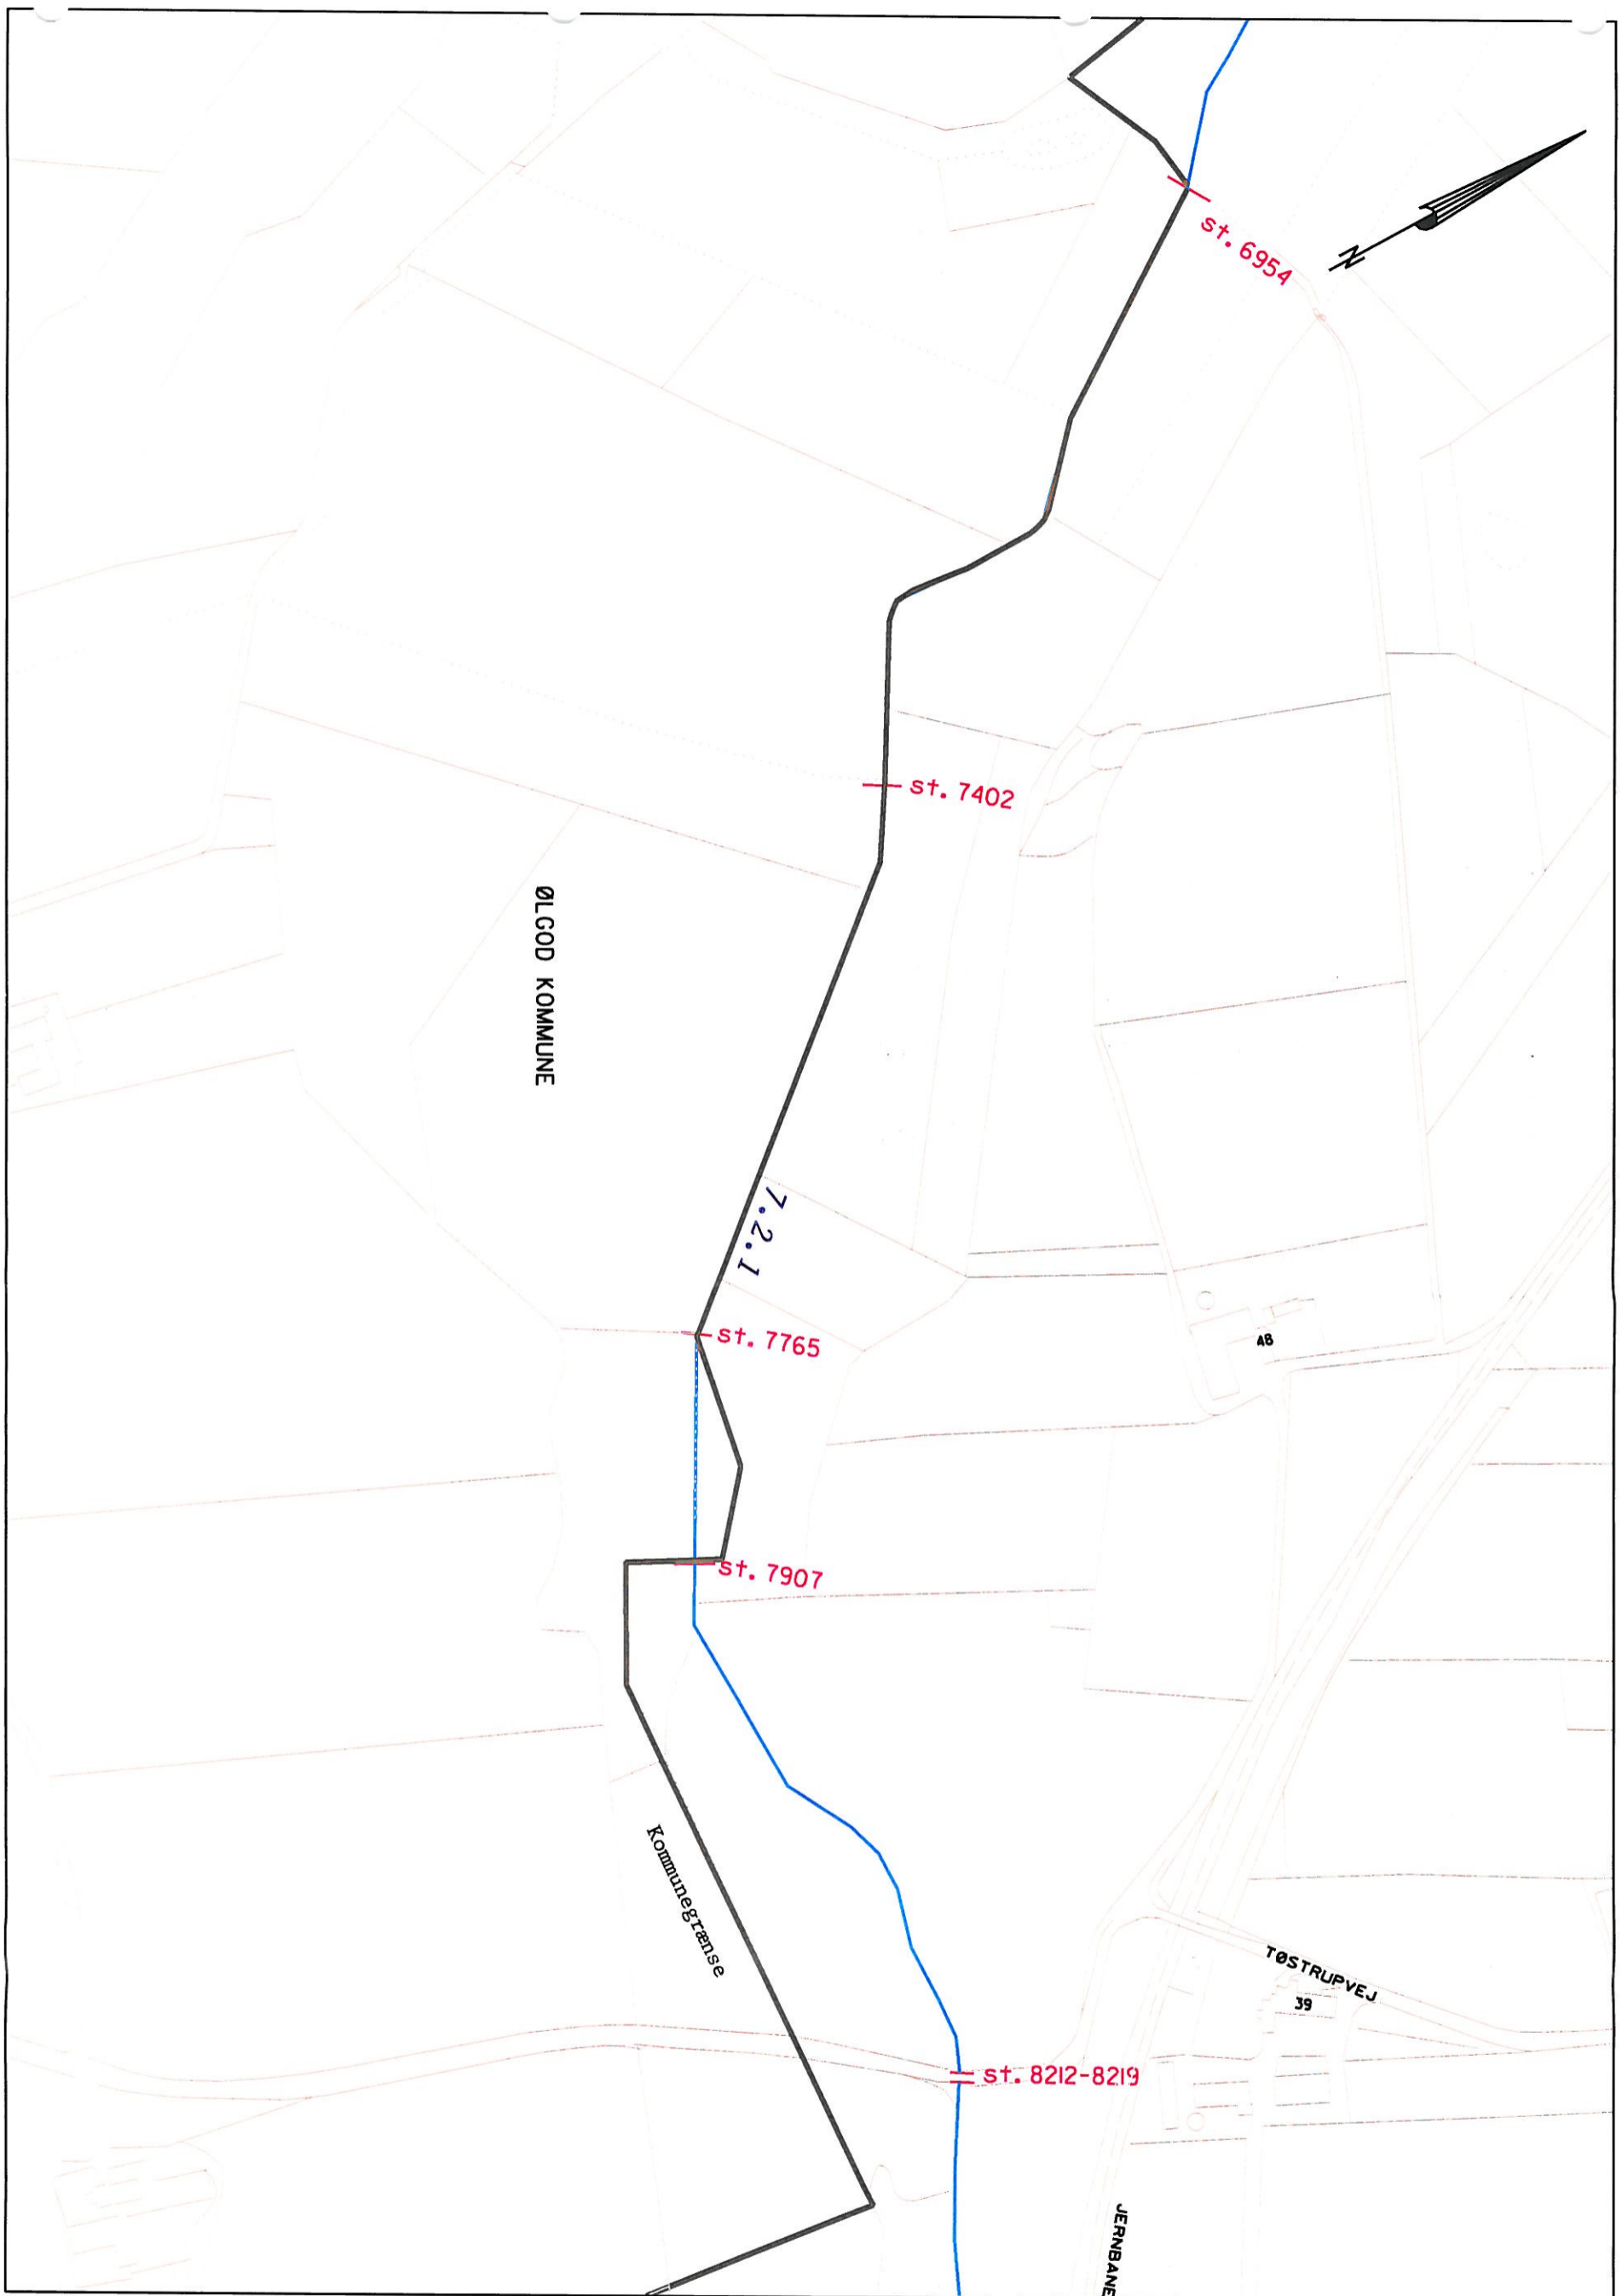 N
st. 6954
st. 7402
ØLGOD KOMMUNE
7.2.1
st. 7765
48
st. 7907
Kommunegrænse
TØSTRUPVEJ
39
st. 8212-8219
JERNBANE